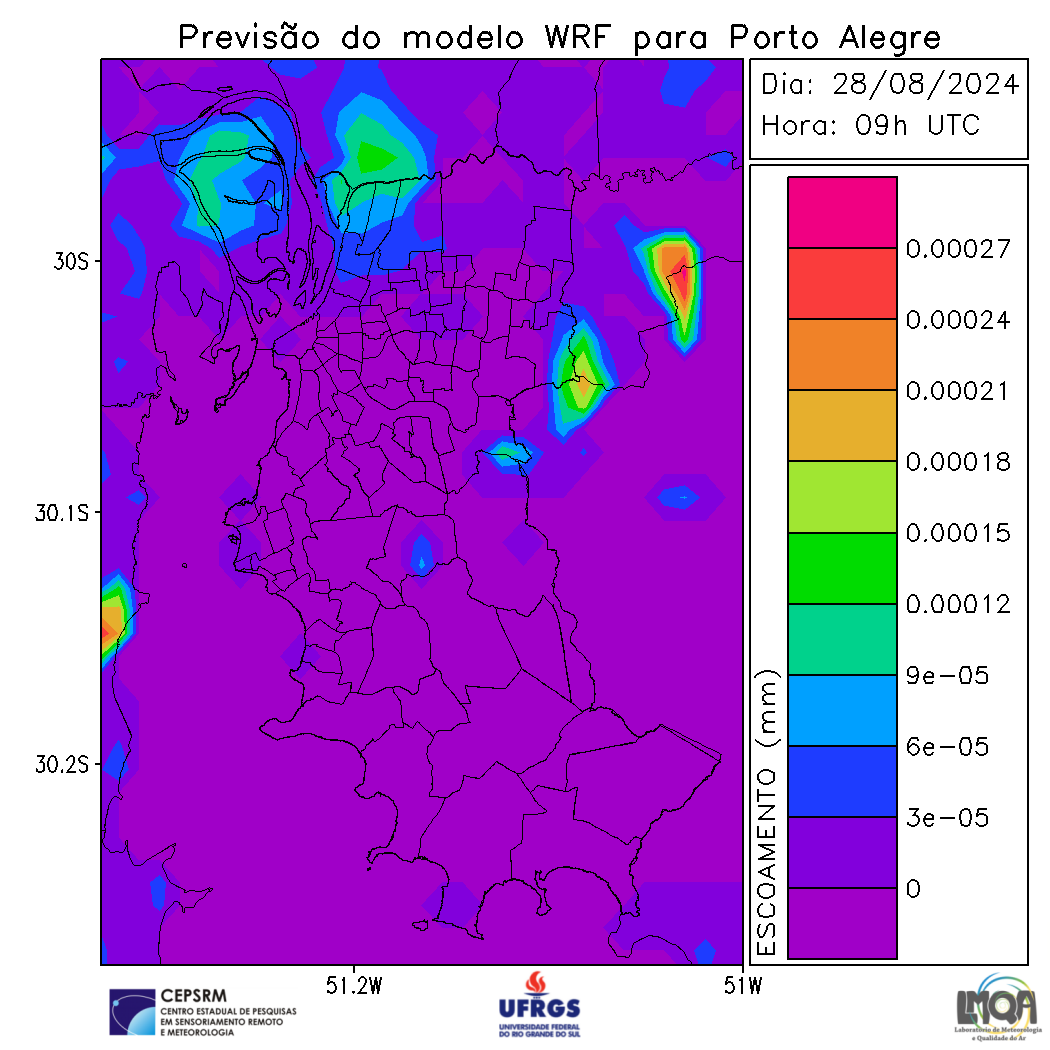 Previsão do modelo WRF para Porto Alegre
Dia: 28/08/2024
Hora: 09h UTC
0.00027
0.00024
0.00021
0.00018
0.00015
0.00012
9e-05
6e-05
3e-05
0
ESCOAMENTO (mm)
30S
30.1S
30.2S
51.2W
51W
CEPSRM
CENTRO ESTADUAL DE PESQUISAS
EM SENSORIAMENTO REMOTO
E METEOROLOGIA
UFRGS
UNIVERSIDADE FEDERAL
DO RIO GRANDE DO SUL
LMQA
Laboratório de Meteorologia
e Qualidade do Ar